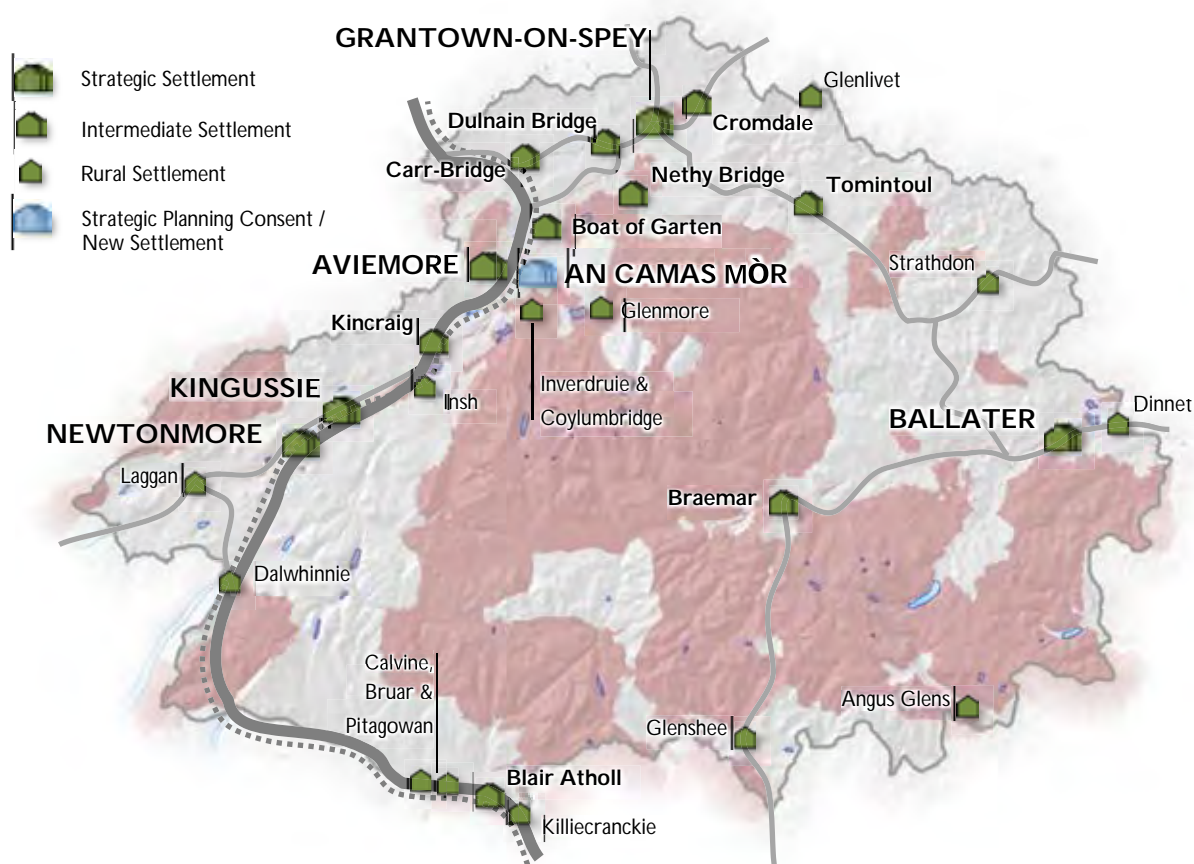 GRANTOWN-ON-SPEY
Strategic Settlement
Intermediate Settlement
Rural Settlement
Strategic Planning Consent /
New Settlement
Glenlivet
Dulnain Bridge
Cromdale
Carr-Bridge
Nethy Bridge
Tomintoul
Boat of Garten
AVIEMORE
AN CAMAS MÒR
Strathdon
Glenmore
Kincraig
KINGUSSIE
Insh
Inverdruie &
Coylumbridge
NEWTONMORE
BALLATER
Dinnet
Laggan
Braemar
Dalwhinnie
Calvine,
Bruar &
Pitagowan
Angus Glens
Glenshee
Blair Atholl
Killiecranckie